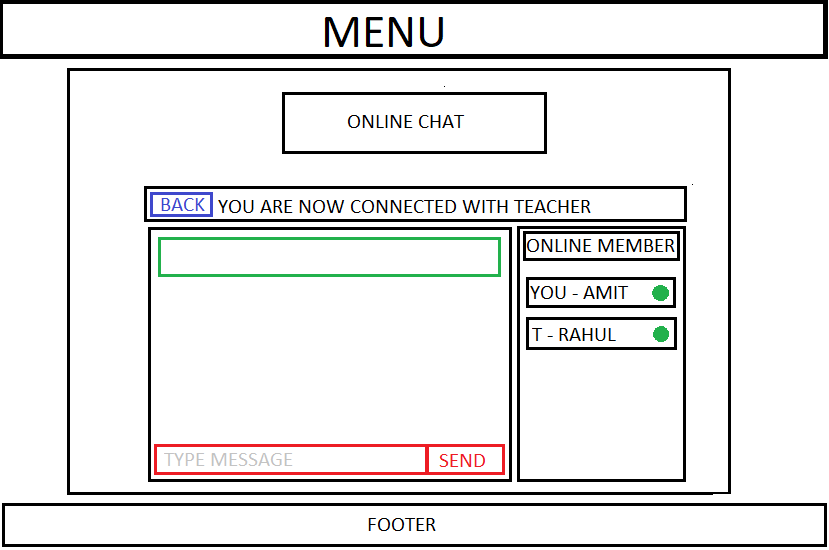 MENU
ONLINE CHAT
BACK YOU ARE NOW CONNECTED WITH TEACHER
ONLINE MEMBER
YOU - AMIT
T - RAHUL
TYPE MESSAGE SEND
FOOTER